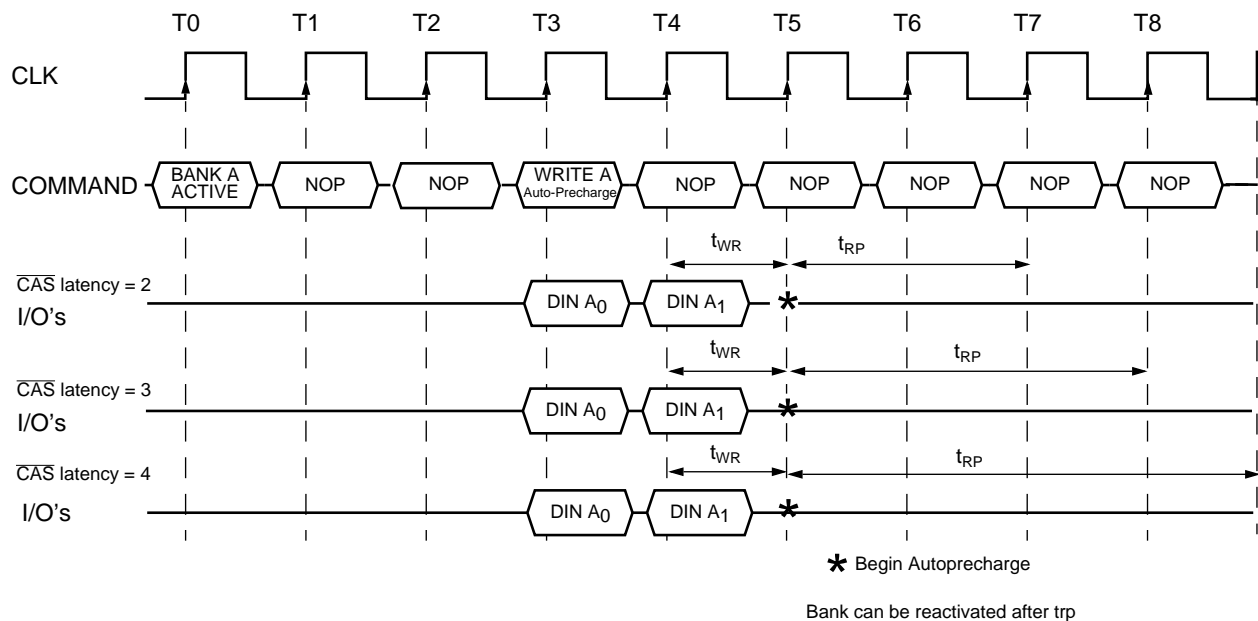 T0 T1 T2 T3 T4 T5 T6 T7 T8
CLK
COMMAND
BANK A
ACTIVE
NOP
NOP
WRITE A
Auto-Precharge
NOP
NOP
NOP
NOP
NOP
tWR
tRP
CAS latency = 2
I/O's
DIN A0
DIN A1
*
tWR
tRP
CAS latency = 3
I/O's
DIN A0
DIN A1
*
tWR
tRP
CAS latency = 4
I/O's
DIN A0
DIN A1
*
* Begin Autoprecharge
Bank can be reactivated after trp